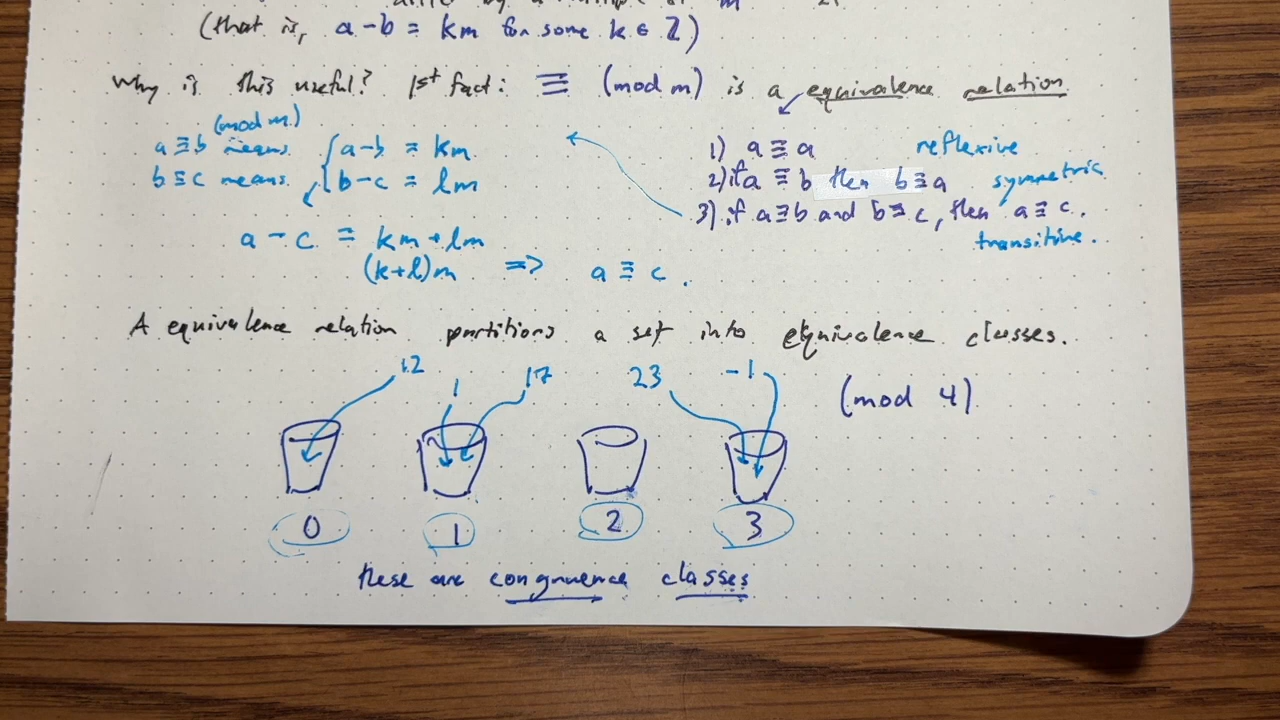 (that is, a-b = km for some k ∈ ℤ)
Why is this useful? 1st fact: ≡ (mod m) is a equivalence relation
(mod m)
a ≡ b means { a-b = km
b ≡ c means { b-c = lm
a - c = km + lm
(k+l)m ⇒ a ≡ c.
1) a ≡ a reflexive
2) if a ≡ b then b ≡ a symmetric
3) if a ≡ b and b ≡ c, then a ≡ c.
transitive.
A equivalence relation partitions a set into equivalence classes.
12 1 17 23 -1 (mod 4)
0 1 2 3
these are congruence classes